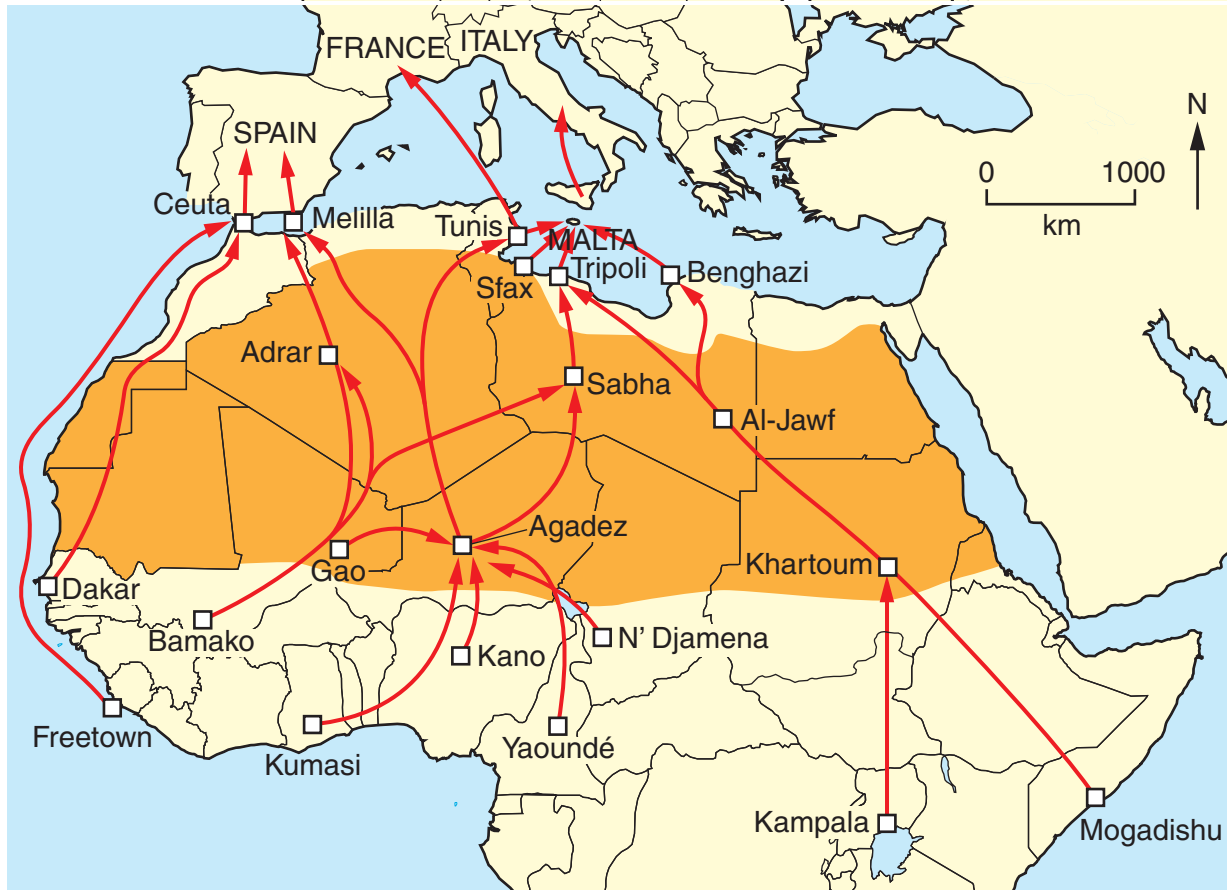 FRANCE
ITALY
N
SPAIN
0 1000
km
Ceuta
Melilla
Tunis
MALTA
Sfax
Tripoli
Benghazi
Adrar
Sabha
Al-Jawf
Agadez
Gao
Khartoum
Dakar
Bamako
Kano
N' Djamena
Freetown
Kumasi
Yaoundé
Kampala
Mogadishu